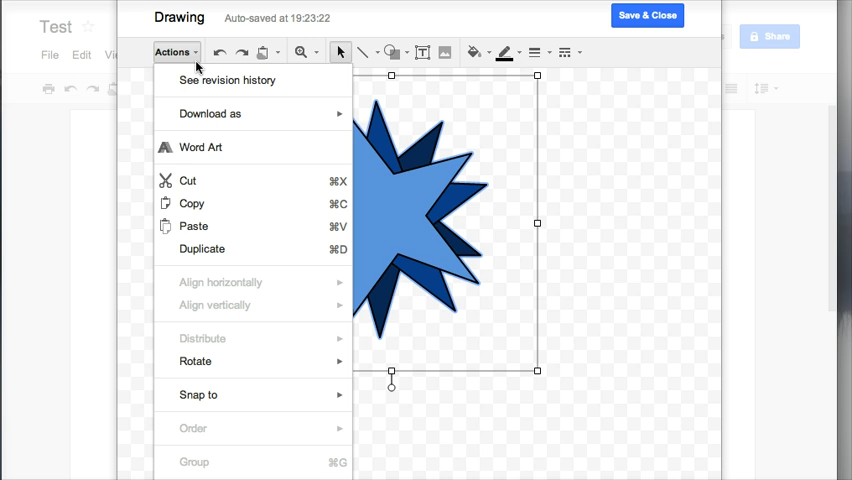 Test
Drawing
Auto-saved at 19:23:22
Save & Close
File Edit
Share
Actions
See revision history
Download as
Word Art
Cut ⌘X
Copy ⌘C
Paste ⌘V
Duplicate ⌘D
Align horizontally
Align vertically
Distribute
Rotate
Snap to
Order
Group ⌘G